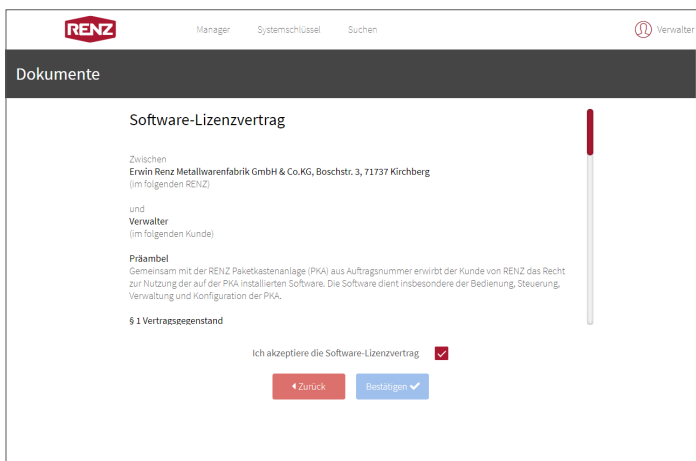 RENZ
Manager Systemschlüssel Suchen
Verwalter
Dokumente
Software-Lizenzvertrag
Zwischen
Erwin Renz Metallwarenfabrik GmbH & Co.KG, Boschstr. 3, 71737 Kirchberg
(im folgenden RENZ)
und
Verwalter
(im folgenden Kunde)
Präambel
Gemeinsam mit der RENZ Paketkastenanlage (PKA) aus Auftragsnummer erwirbt der Kunde von RENZ das Recht
zur Nutzung der auf der PKA installierten Software. Die Software dient insbesondere der Bedienung, Steuerung,
Verwaltung und Konfiguration der PKA.
§ 1 Vertragsgegenstand
Ich akzeptiere die Software-Lizenzvertrag
Zurück
Bestätigen